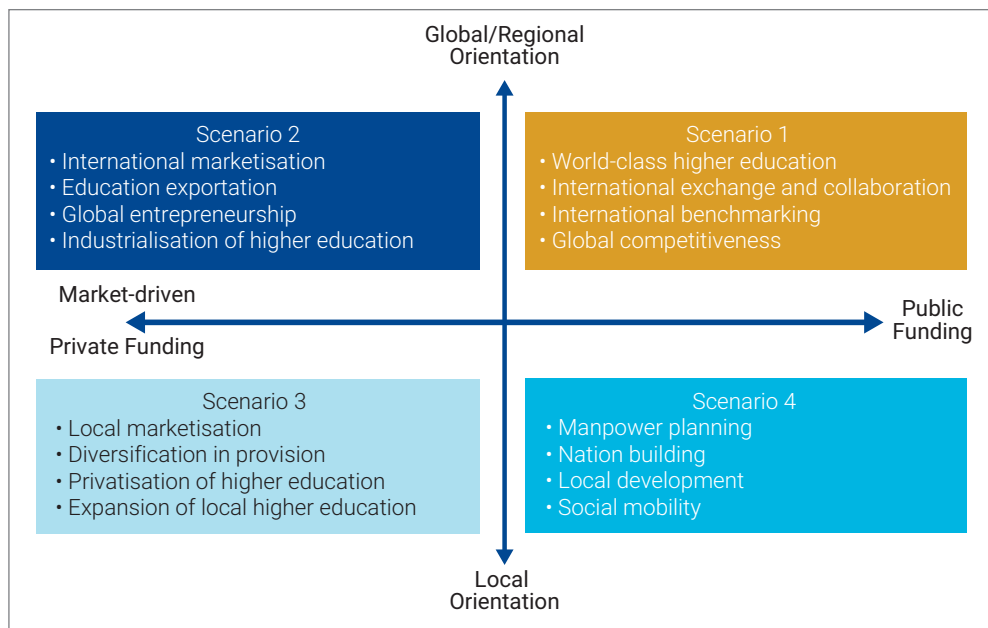 Global/Regional
Orientation
Scenario 2
• International marketisation
• Education exportation
• Global entrepreneurship
• Industrialisation of higher education
Scenario 1
• World-class higher education
• International exchange and collaboration
• International benchmarking
• Global competitiveness
Market-driven
Private Funding
Public
Funding
Scenario 3
• Local marketisation
• Diversification in provision
• Privatisation of higher education
• Expansion of local higher education
Scenario 4
• Manpower planning
• Nation building
• Local development
• Social mobility
Local
Orientation